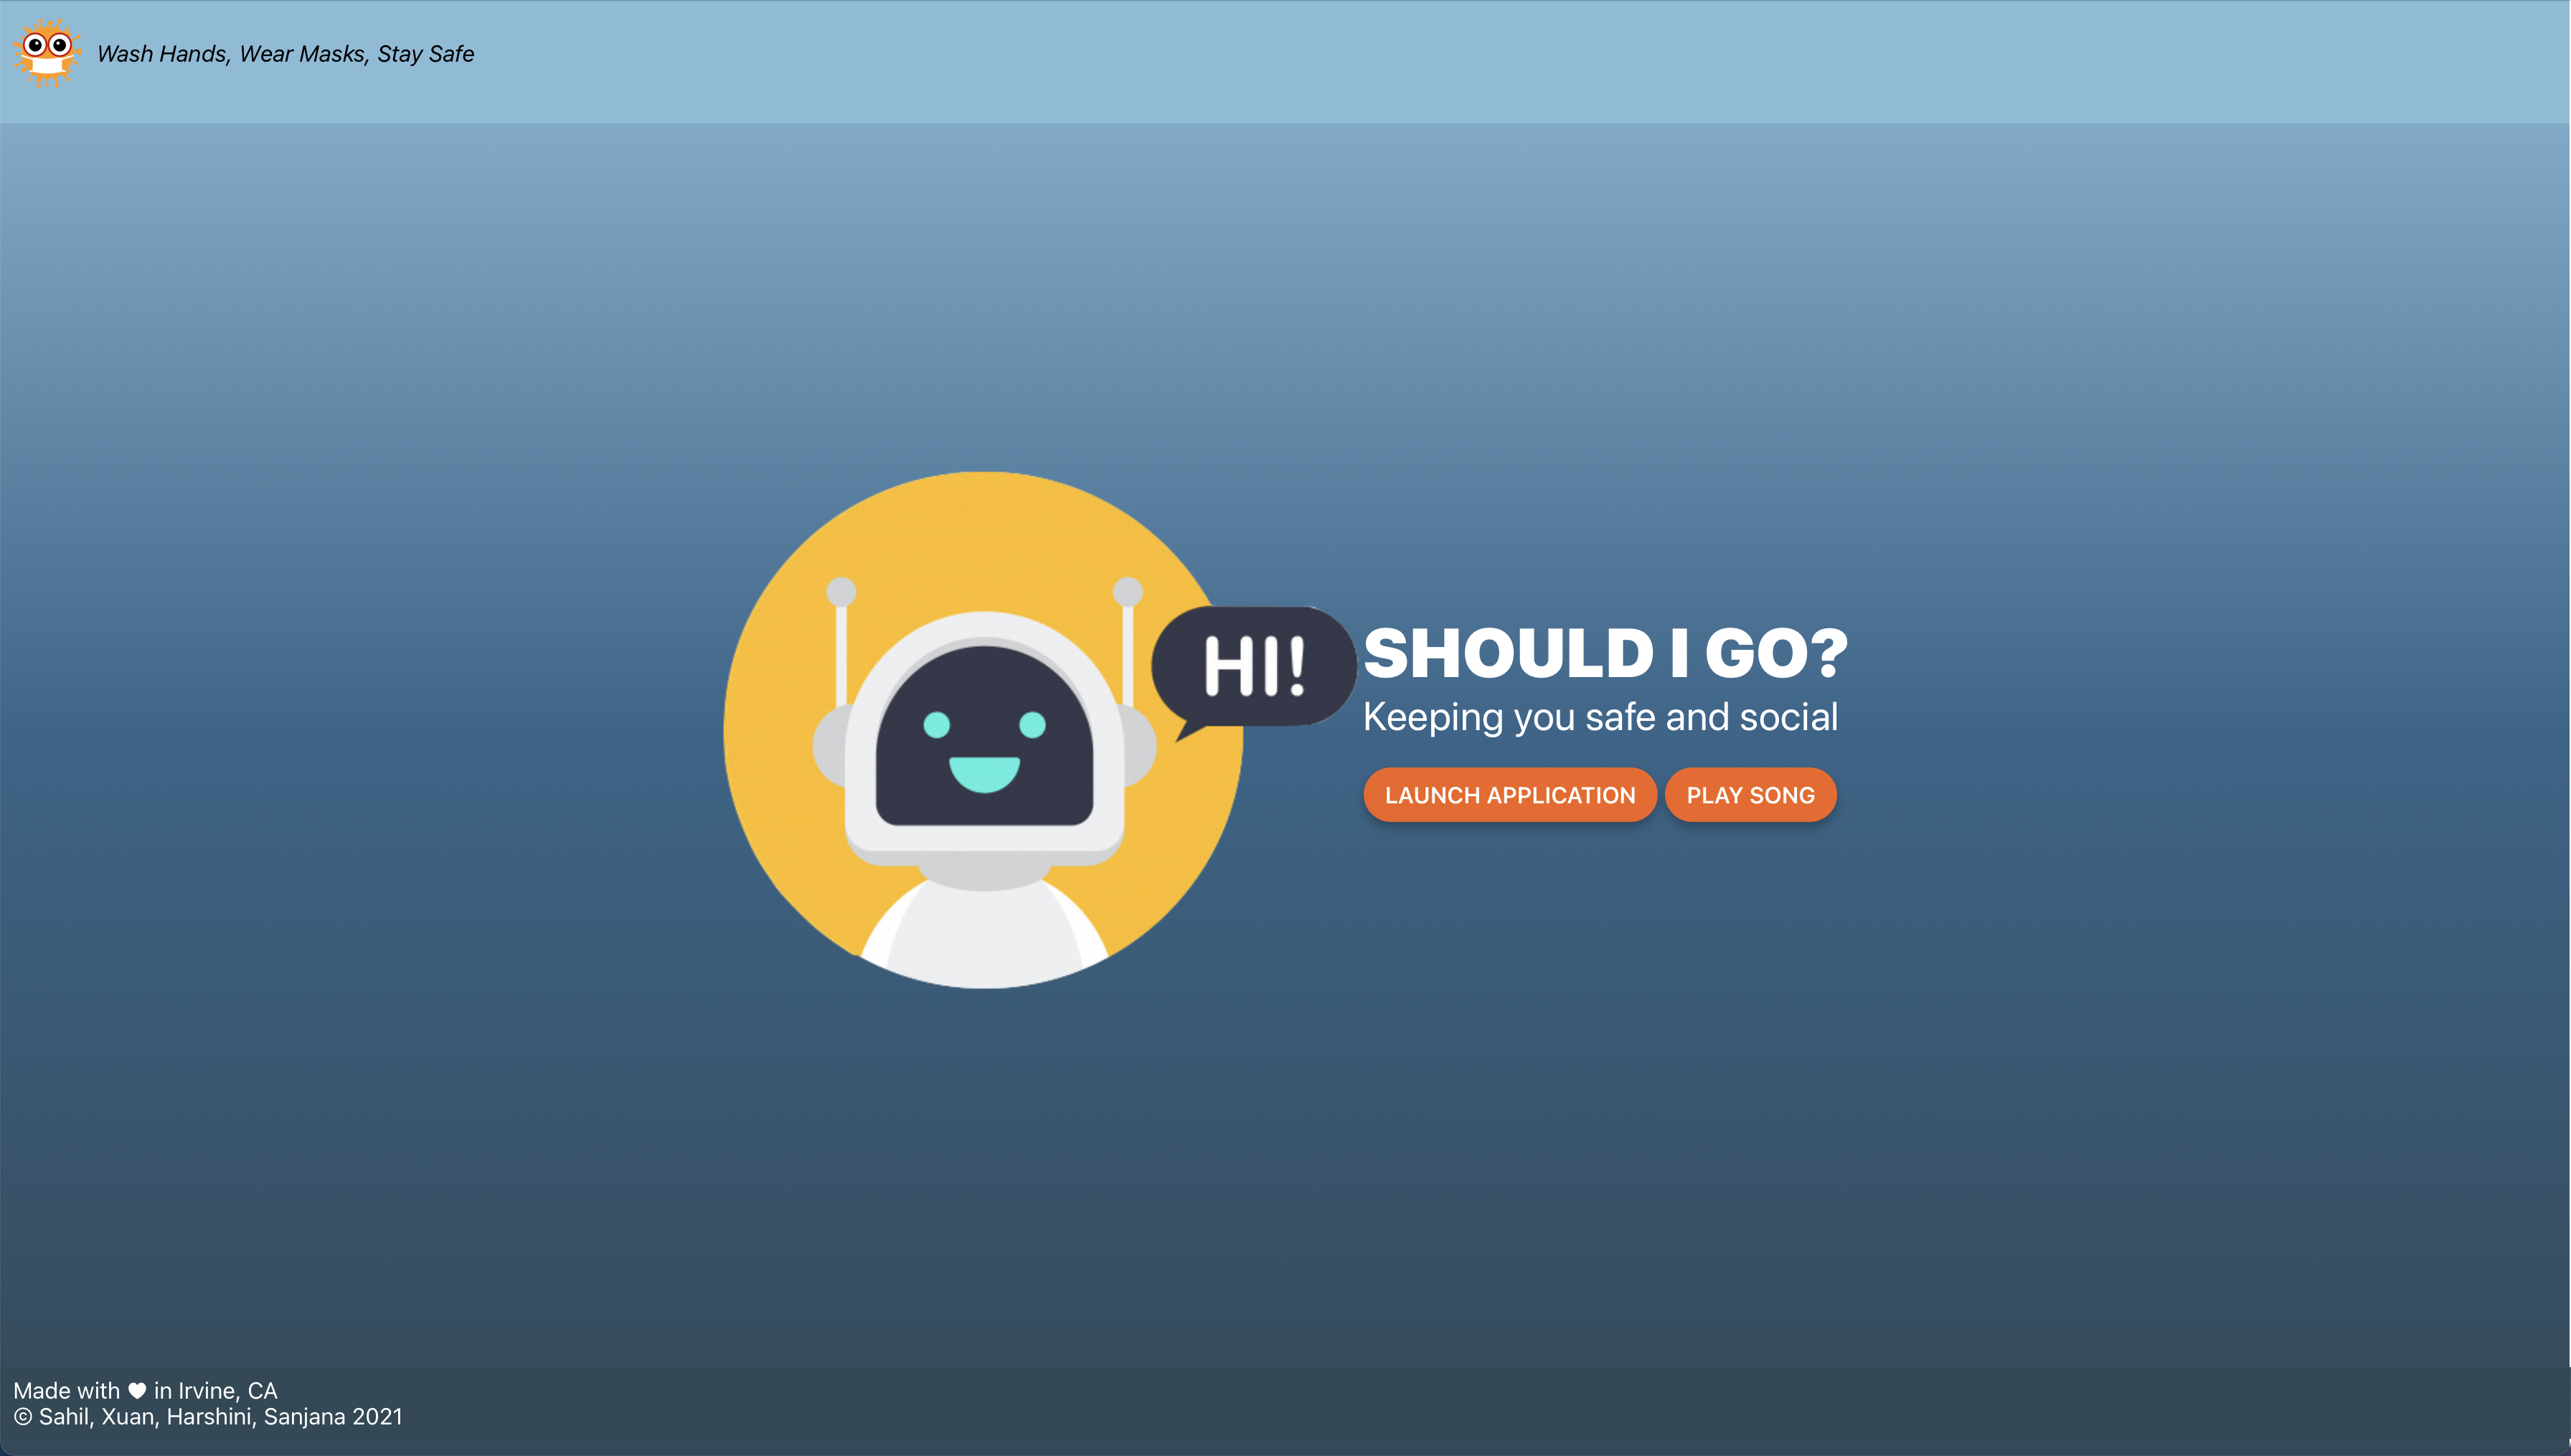 Wash Hands, Wear Masks, Stay Safe
HI!
SHOULD I GO?
Keeping you safe and social
LAUNCH APPLICATION
PLAY SONG
Made with ♥ in Irvine, CA
© Sahil, Xuan, Harshini, Sanjana 2021